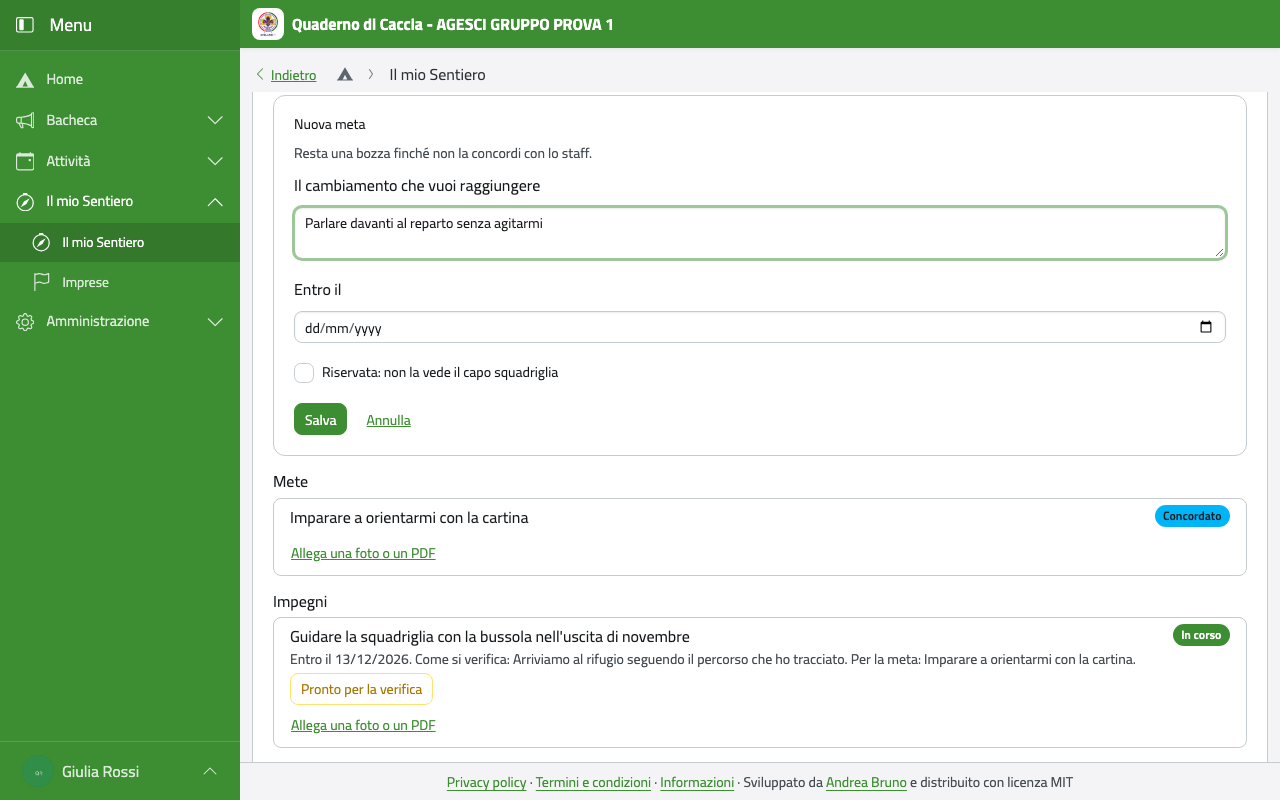 Menu
Quaderno di Caccia - AGESCI GRUPPO PROVA 1
Home
Bacheca
Attività
Il mio Sentiero
Il mio Sentiero
Imprese
Amministrazione
Giulia Rossi
Indietro
Il mio Sentiero
Nuova meta
Resta una bozza finché non la concordi con lo staff.
Il cambiamento che vuoi raggiungere
Parlare davanti al reparto senza agitarmi
Entro il
dd/mm/yyyy
Riservata: non la vede il capo squadriglia
Salva
Annulla
Mete
Imparare a orientarmi con la cartina
Concordato
Allega una foto o un PDF
Impegni
Guidare la squadriglia con la bussola nell'uscita di novembre
In corso
Entro il 13/12/2026. Come si verifica: Arriviamo al rifugio seguendo il percorso che ho tracciato. Per la meta: Imparare a orientarmi con la cartina.
Pronto per la verifica
Allega una foto o un PDF
Privacy policy · Termini e condizioni · Informazioni · Sviluppato da Andrea Bruno e distribuito con licenza MIT